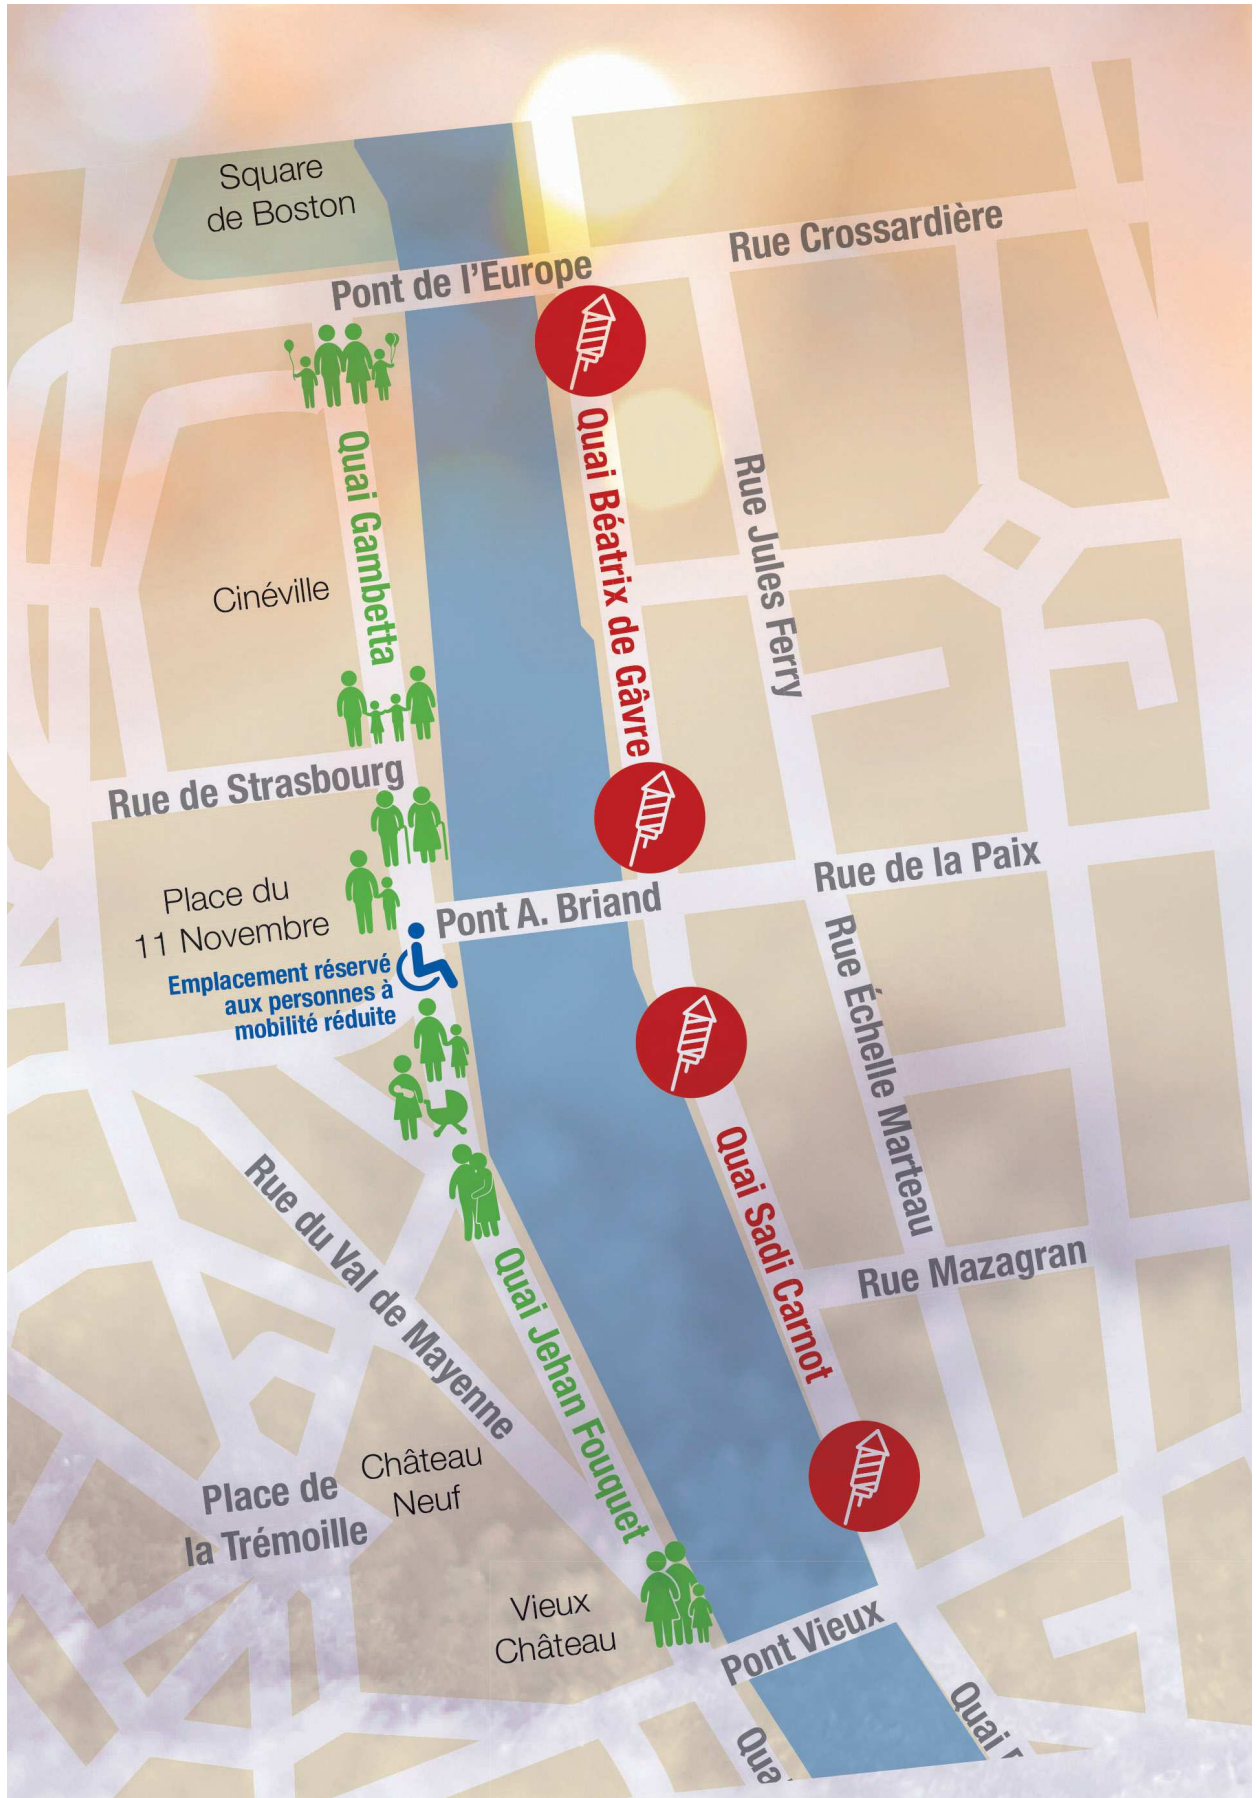 Square
de Boston
Rue Crossardière
Pont de l'Europe
Quai Gambetta
Quai Béatrix de Gâvre
Rue Jules Ferry
Cinéville
Rue de Strasbourg
Place du
11 Novembre
Pont A. Briand
Rue de la Paix
Emplacement réservé
aux personnes à
mobilité réduite
Rue Échelle Marteau
Quai Sadi Carnot
Rue du Val de Mayenne
Quai Jehan Fouquet
Rue Mazagran
Château
Neuf
Place de
la Trémoille
Vieux
Château
Pont Vieux
Quai